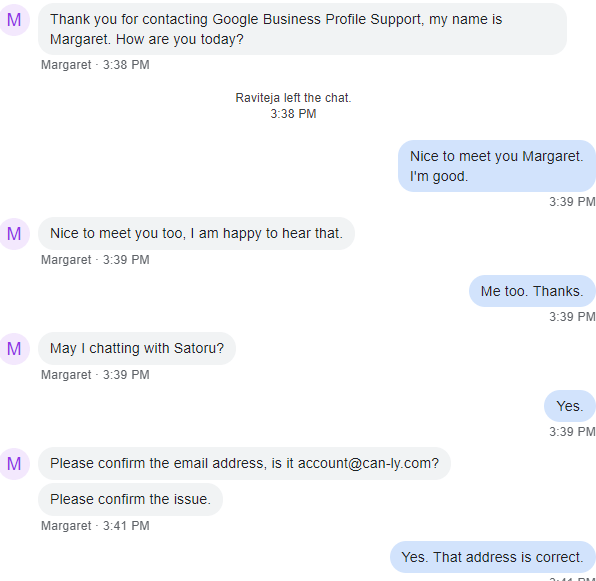 M
Thank you for contacting Google Business Profile Support, my name is
Margaret. How are you today?
Margaret · 3:38 PM
Raviteja left the chat.
3:38 PM
Nice to meet you Margaret.
I'm good.
3:39 PM
M
Nice to meet you too, I am happy to hear that.
Margaret · 3:39 PM
Me too. Thanks.
3:39 PM
M
May I chatting with Satoru?
Margaret · 3:39 PM
Yes.
3:39 PM
M
Please confirm the email address, is it account@can-ly.com?
Please confirm the issue.
Margaret · 3:41 PM
Yes. That address is correct.
3:41 PM